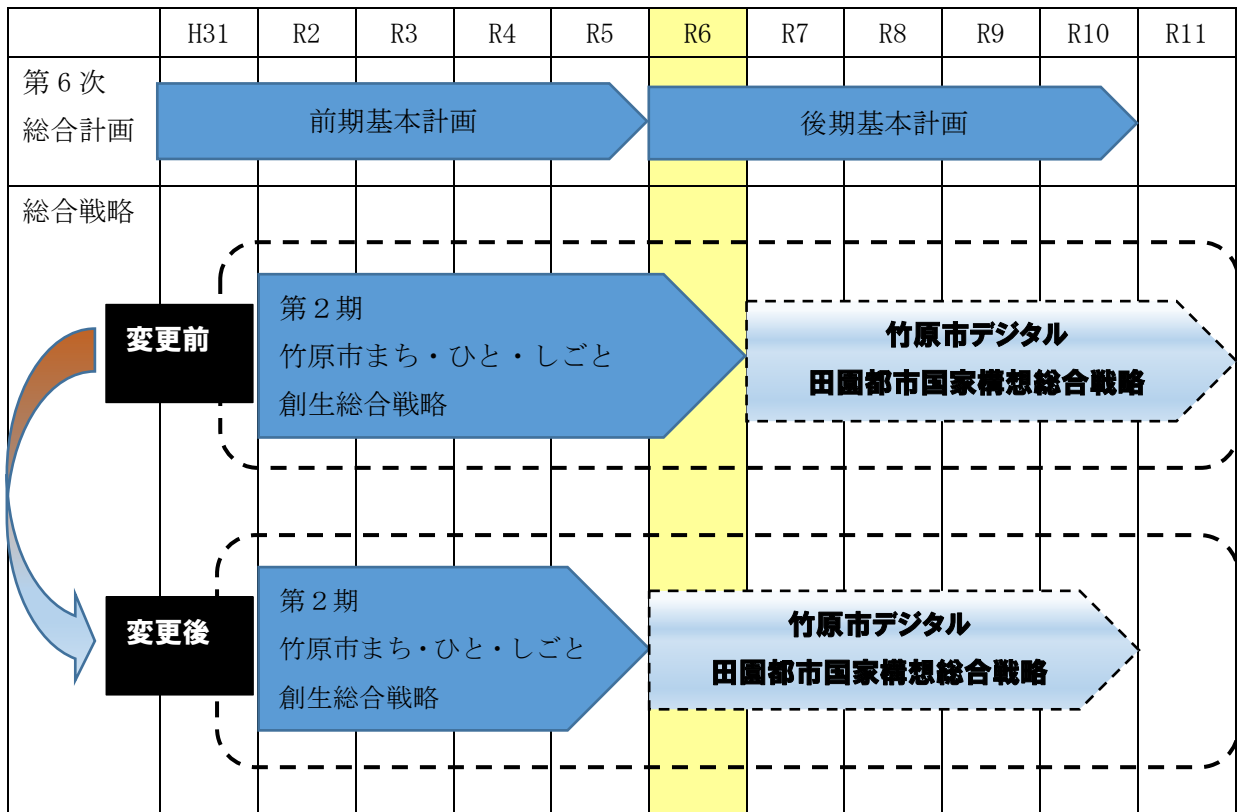 H31 R2 R3 R4 R5 R6 R7 R8 R9 R10 R11
第6次
総合計画
前期基本計画
後期基本計画
総合戦略
変更前
第2期
竹原市まち・ひと・しごと
創生総合戦略
竹原市デジタル
田園都市国家構想総合戦略
変更後
第2期
竹原市まち・ひと・しごと
創生総合戦略
竹原市デジタル
田園都市国家構想総合戦略